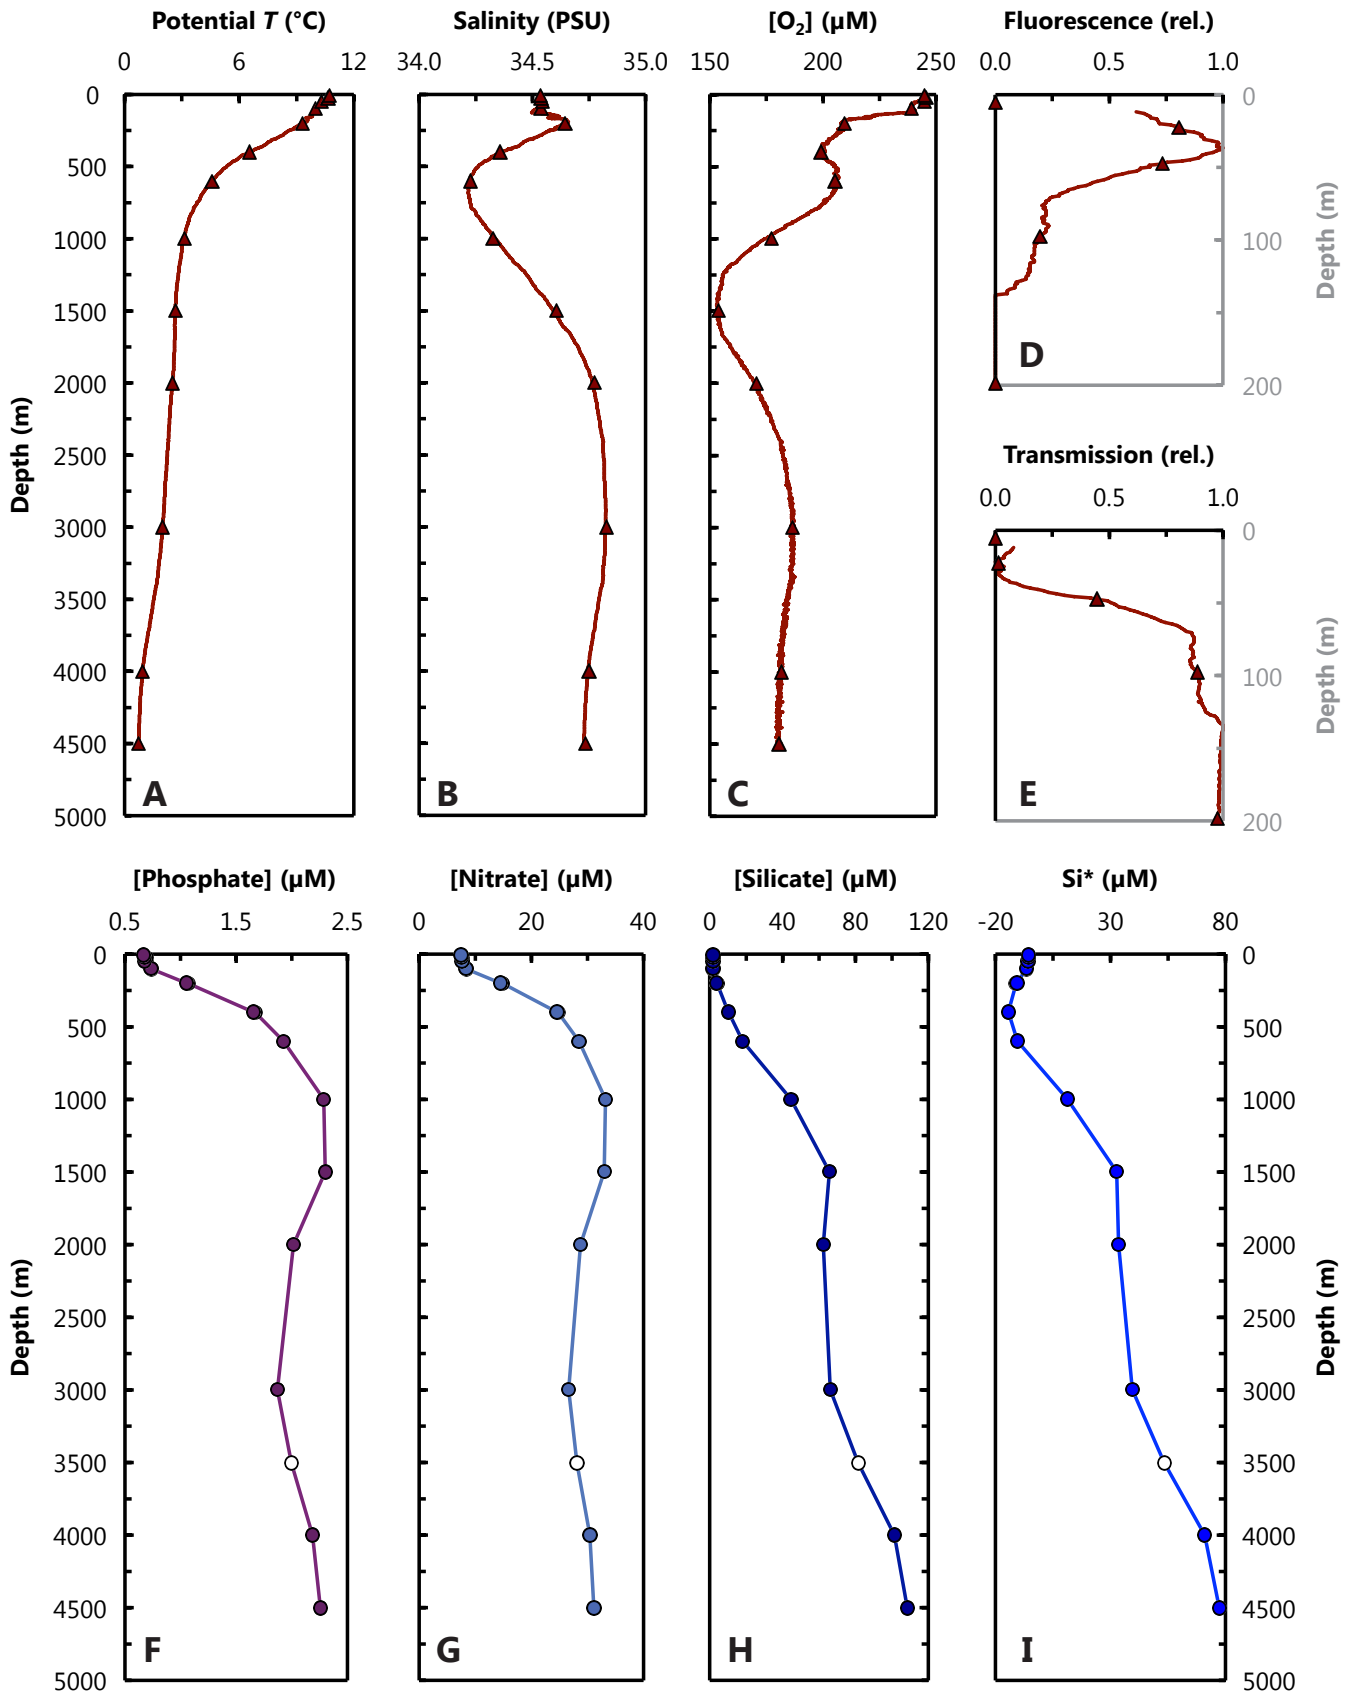 Potential T (°C) Salinity (PSU) [O₂] (µM) Fluorescence (rel.)
0 6 12 34.0 34.5 35.0 150 200 250 0.0 0.5 1.0
0
500
1000
1500
2000
2500
3000
3500
4000
4500
5000
Depth (m)
A
B
C
0
100
200
Depth (m)
D
Transmission (rel.)
0.0 0.5 1.0
0
100
200
Depth (m)
E
[Phosphate] (µM) [Nitrate] (µM) [Silicate] (µM) Si* (µM)
0.5 1.5 2.5 0 20 40 0 40 80 120 -20 30 80
0
500
1000
1500
2000
2500
3000
3500
4000
4500
5000
Depth (m)
F
G
H
I
0
500
1000
1500
2000
2500
3000
3500
4000
4500
5000
Depth (m)